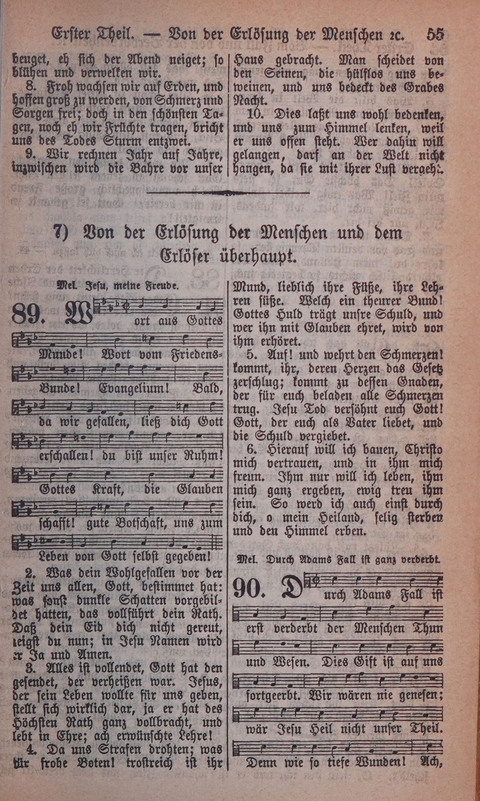 Erster Theil. — Von der Erlösung der Menschen ꝛc. 55
beuget, eh sich der Abend neiget; so
blühen und verwelken wir.
8. Froh wachsen wir auf Erden, und
hoffen groß zu werden, von Schmerz und
Sorgen frei; doch in den schönsten Ta-
gen, noch eh wir Früchte tragen, bricht
uns des Todes Sturm entzwei.
9. Wir rechnen Jahr auf Jahre,
inzwischen wird die Bahre vor unser
Haus gebracht. Man scheidet von
den Seinen, die hülflos uns be-
weinen, und uns bedeckt des Grabes
Nacht.
10. Dies laßt uns wohl bedenken,
und uns zum Himmel lenken, weil
er uns offen steht. Wer dahin will
gelangen, darf an der Welt nicht
hangen, da sie mit ihrer Lust vergeht.
7) Von der Erlösung der Menschen und dem
Erlöser überhaupt.
Mel. Jesu, meine Freude.
89. Wort aus Gottes
Munde! Wort vom Friedens-
Bunde! Evangelium! Bald,
da wir gefallen, ließ dich Gott
erschallen! du bist unser Ruhm!
Gottes Kraft, die Glauben
schafft! gute Botschaft, uns zum
Leben von Gott selbst gegeben!
2. Was dein Wohlgefallen vor der
Zeit uns allen, Gott, bestimmet hat:
was sonst dunkle Schatten vorgebil-
det hatten, das vollführt dein Rath.
Daß dein Eid dich nicht gereut,
zeigst du nun; in Jesu Namen wird
er Ja und Amen.
3. Alles ist vollendet, Gott hat den
gesendet, der verheißen war. Jesus,
der sein Leben wollte für uns geben,
stellt sich wirklich dar, ja er hat des
Höchsten Rath ganz vollbracht, und
lebt in Ehre; ach erwünschte Lehre!
4. Da uns Strafen drohten; was
für frohe Boten! trostreich ist ihr
Mund, lieblich ihre Füße, ihre Leh-
ren süße. Welch ein theurer Bund!
Gottes Huld trägt unsre Schuld, und
wer ihn mit Glauben ehret, wird von
ihm erhöret.
5. Auf! und wehrt den Schmerzen!
kommt, ihr, deren Herzen das Gesetz
zerschlug; kommt zu dessen Gnaden,
der für euch beladen alle Schmerzen
trug. Jesu Tod versöhnt euch Gott!
Gott, der euch als Vater liebet, und
die Schuld vergiebet.
6. Hierauf will ich bauen, Christo
mich vertrauen, und in ihm mich
freun. Ihm nur will ich leben, ihm
mich ganz ergeben, ewig treu ihm
sein. So werd ich auch einst durch
dich, o mein Heiland, selig sterben
und den Himmel erben.
Mel. Durch Adams Fall ist ganz verderbt.
90. Durch Adams Fall ist
erst verderbt der Menschen Thun
und Wesen. Dies Gift ist auf uns
fortgeerbt. Wir wären nie genesen;
wär Jesu Heil nicht unser Theil.
Denn wie so tiefe Wunden! Ach,